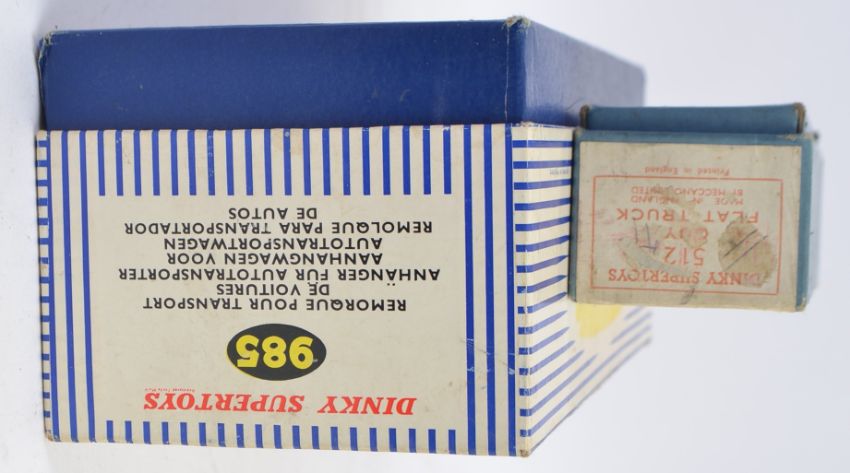 DINKY SUPERTOYS
985
REMORQUE POUR TRANSPORT
DE VOITURES
ANHÄNGER FÜR AUTOTRANSPORTER
AANHANGWAGEN VOOR
AUTOTRANSPORTWAGEN
REMOLQUE PARA TRANSPORTADOR
DE AUTOS
DINKY SUPERTOYS
512
GUY
FLAT TRUCK
MADE IN ENGLAND
BY MECCANO LIMITED
Printed in England